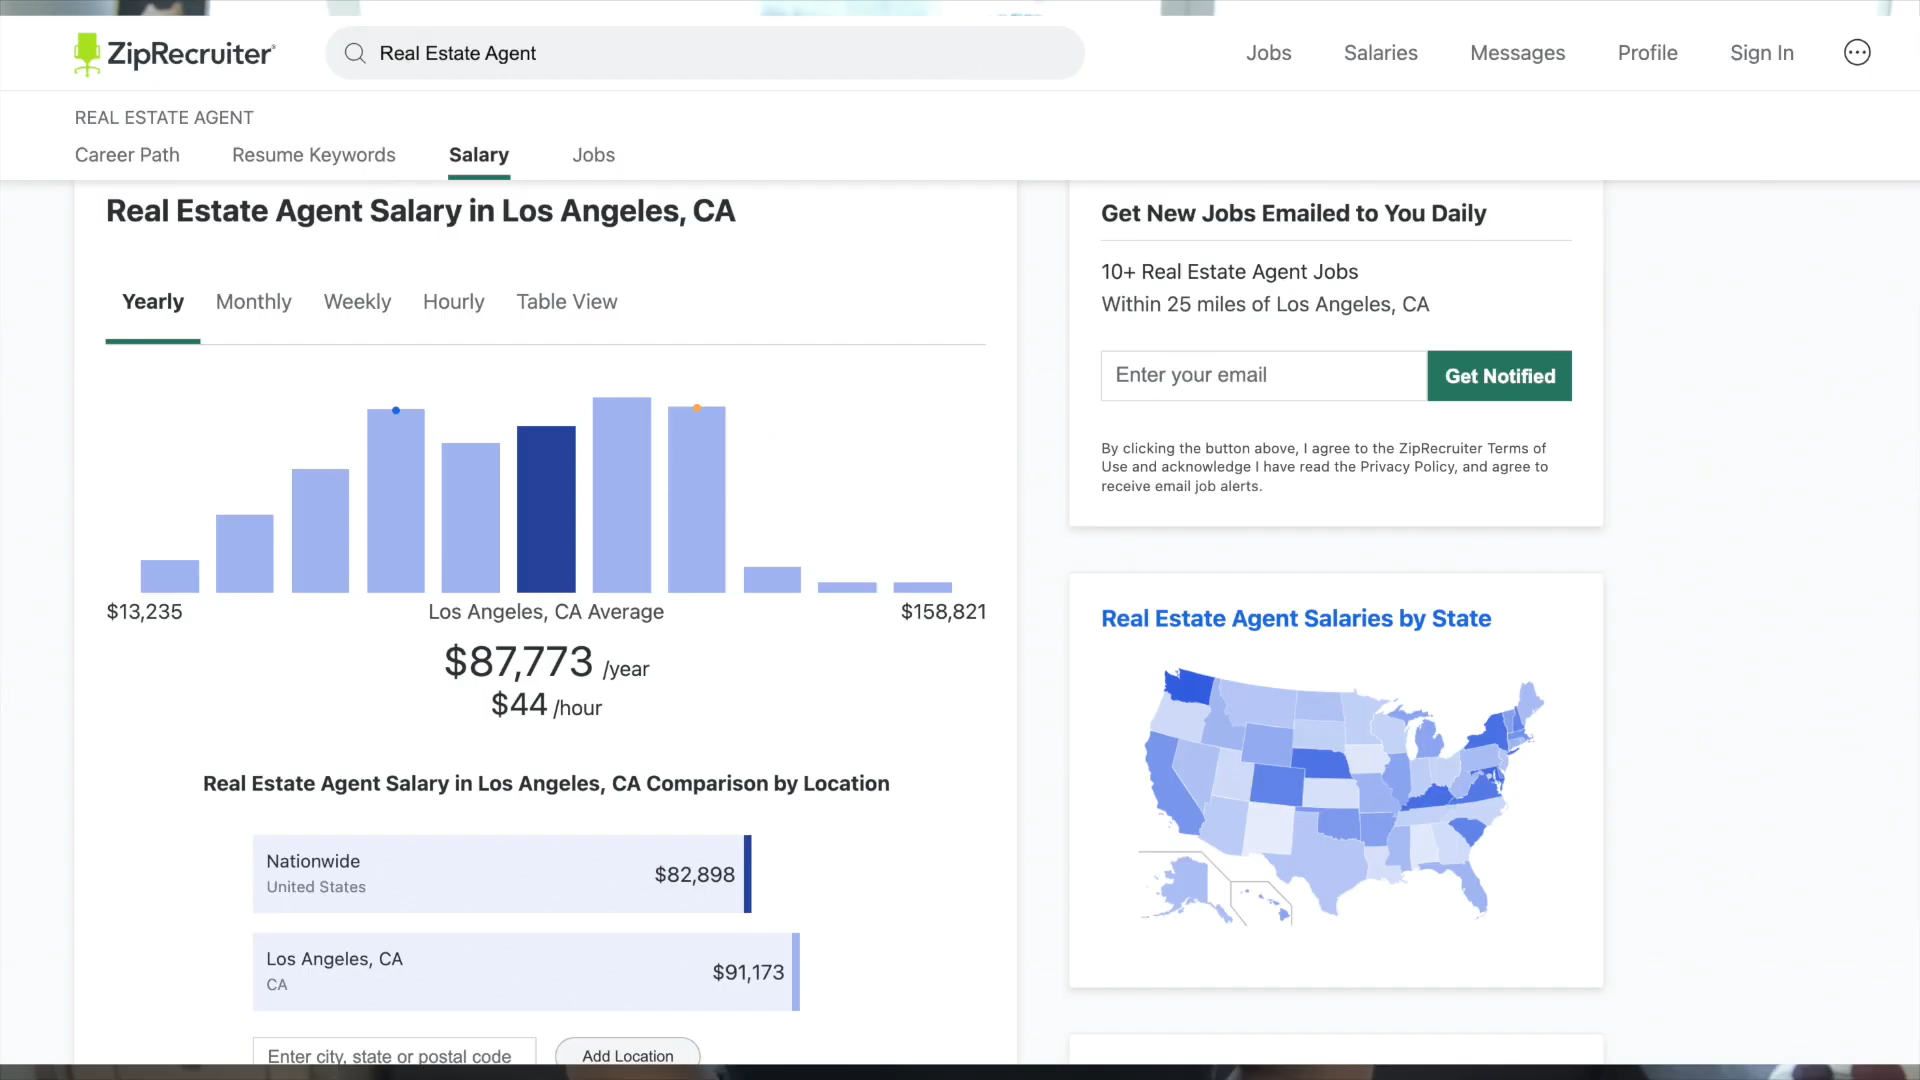 ZipRecruiter
Real Estate Agent
Jobs
Salaries
Messages
Profile
Sign In
REAL ESTATE AGENT
Career Path
Resume Keywords
Salary
Jobs
Real Estate Agent Salary in Los Angeles, CA
Yearly
Monthly
Weekly
Hourly
Table View
$13,235
Los Angeles, CA Average
$158,821
$87,773 /year
$44 /hour
Real Estate Agent Salary in Los Angeles, CA Comparison by Location
Nationwide
United States
$82,898
Los Angeles, CA
CA
$91,173
Enter city, state or postal code
Add Location
Get New Jobs Emailed to You Daily
10+ Real Estate Agent Jobs
Within 25 miles of Los Angeles, CA
Enter your email
Get Notified
By clicking the button above, I agree to the ZipRecruiter Terms of
Use and acknowledge I have read the Privacy Policy, and agree to
receive email job alerts.
Real Estate Agent Salaries by State